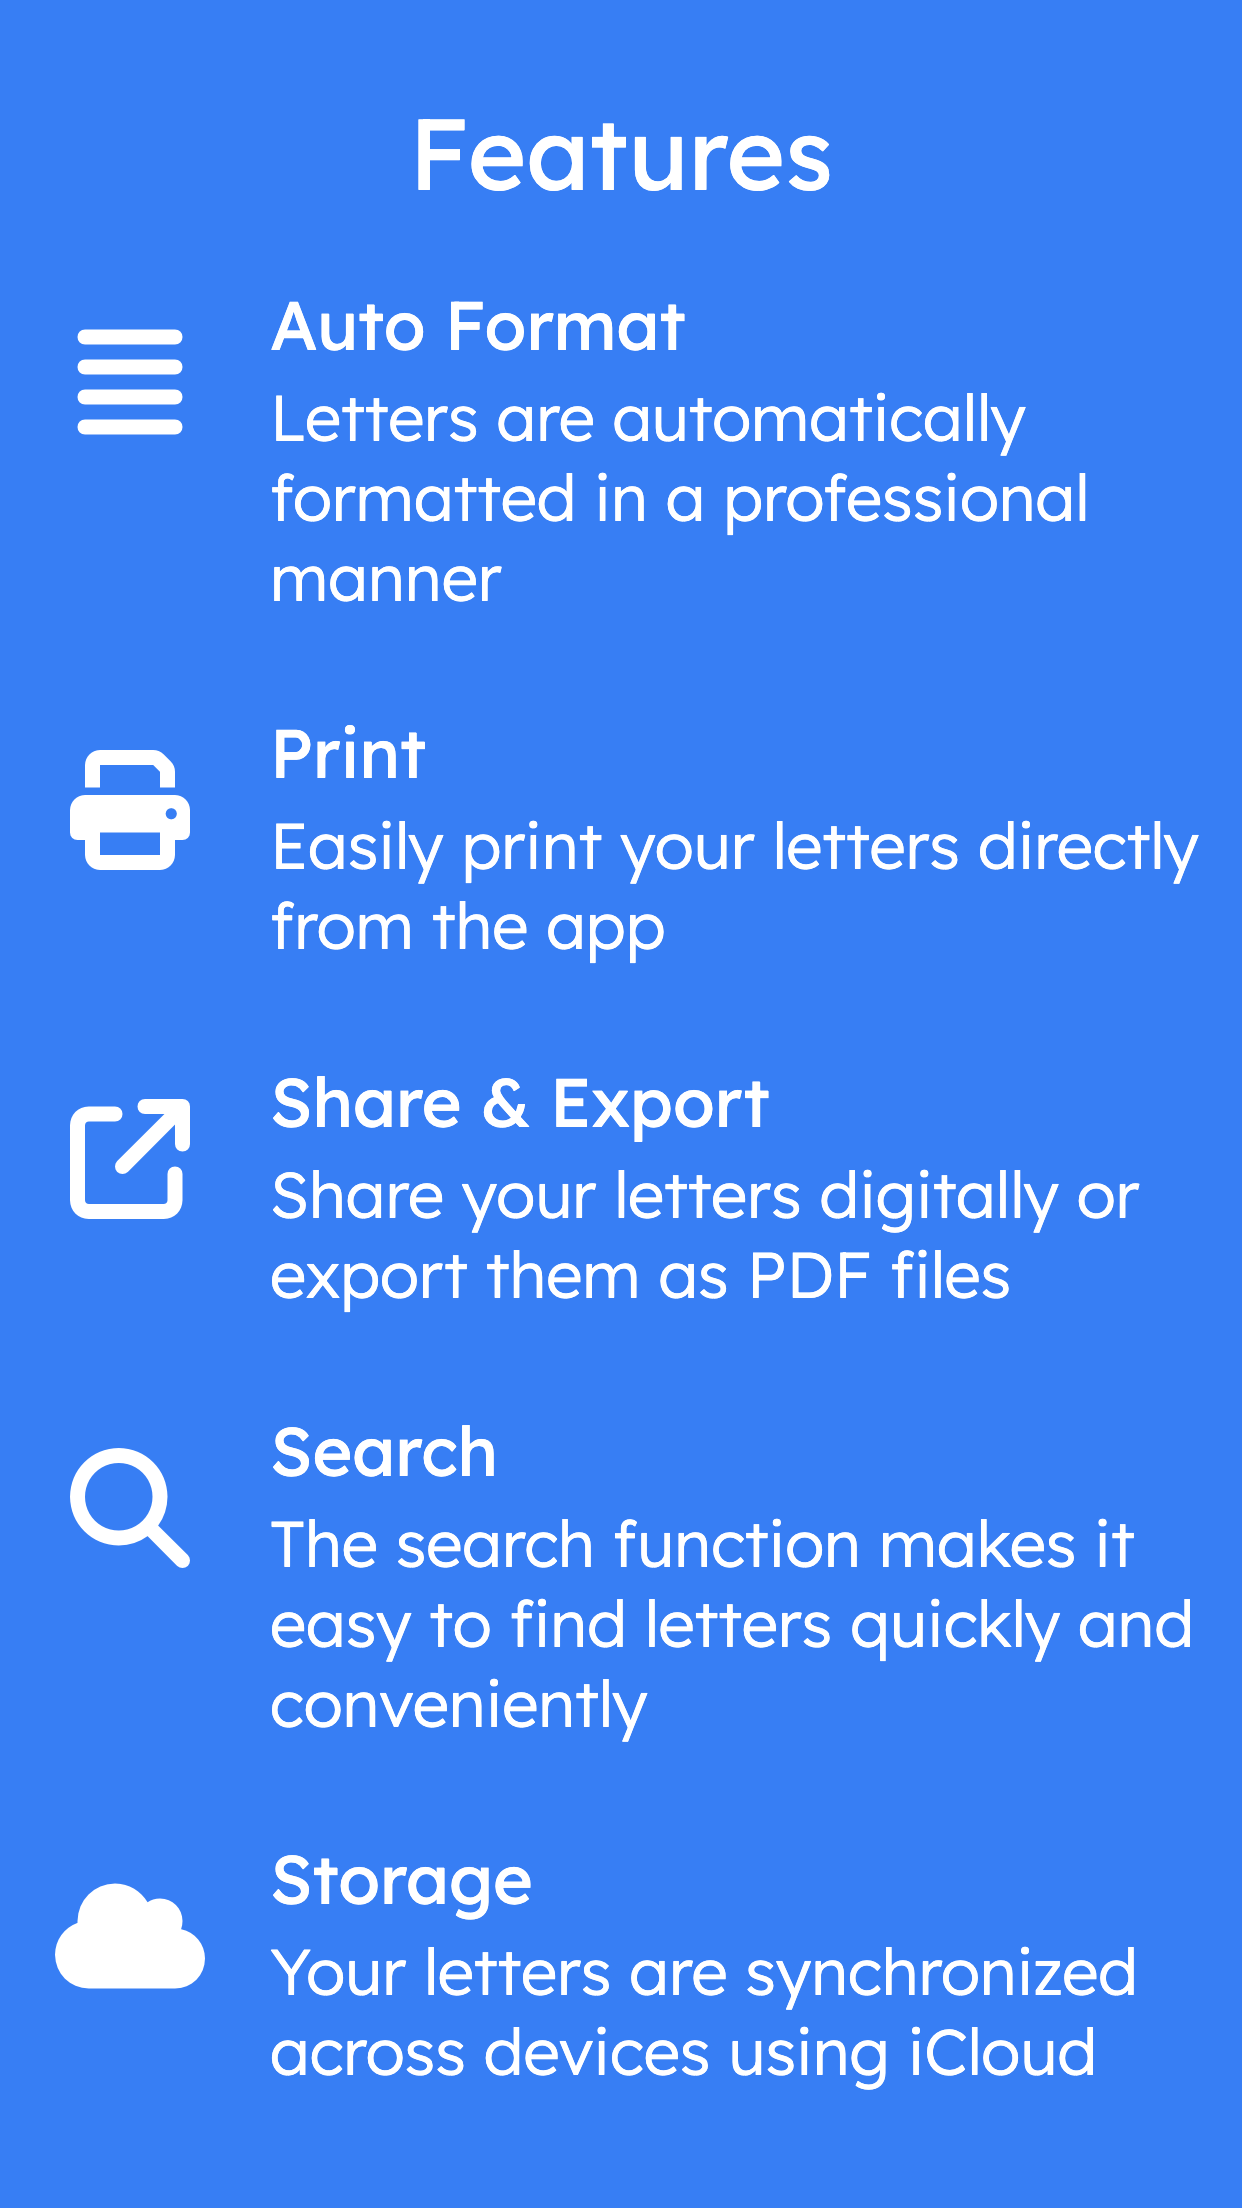 Features
Auto Format
Letters are automatically
formatted in a professional
manner
Print
Easily print your letters directly
from the app
Share & Export
Share your letters digitally or
export them as PDF files
Search
The search function makes it
easy to find letters quickly and
conveniently
Storage
Your letters are synchronized
across devices using iCloud